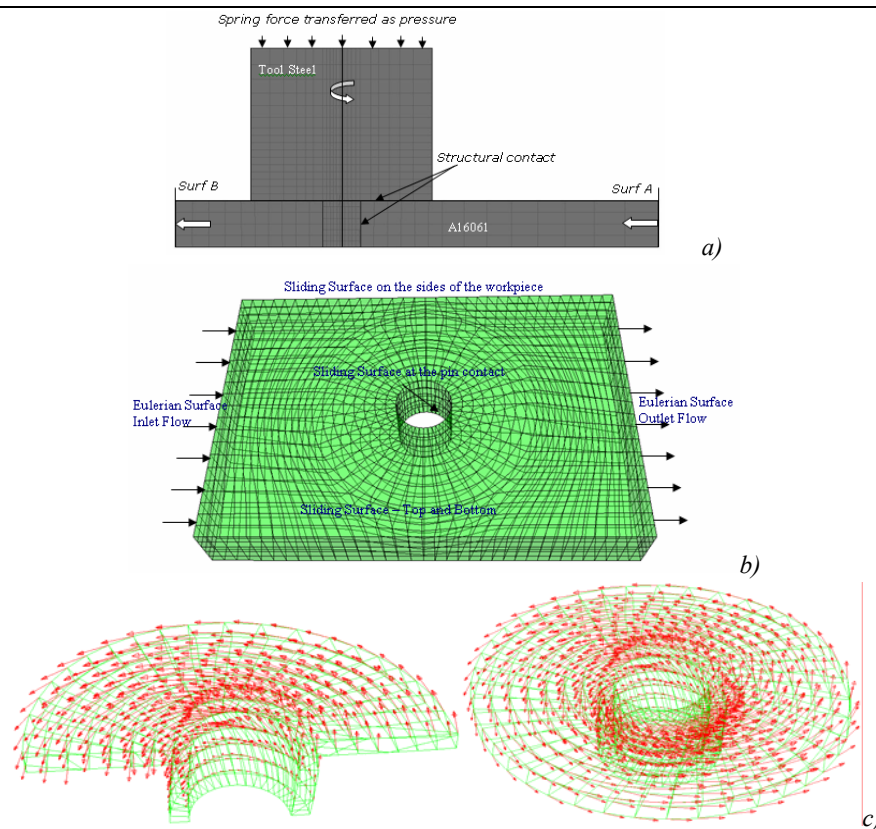 Spring force transferred as pressure
Tool Steel
Structural contact
Surf B
Surf A
A16061
a)
Sliding Surface on the sides of the workpiece
Sliding Surface at the pin contact
Eulerian Surface
Inlet Flow
Eulerian Surface
Outlet Flow
Sliding Surface – Top and Bottom
b)
c)